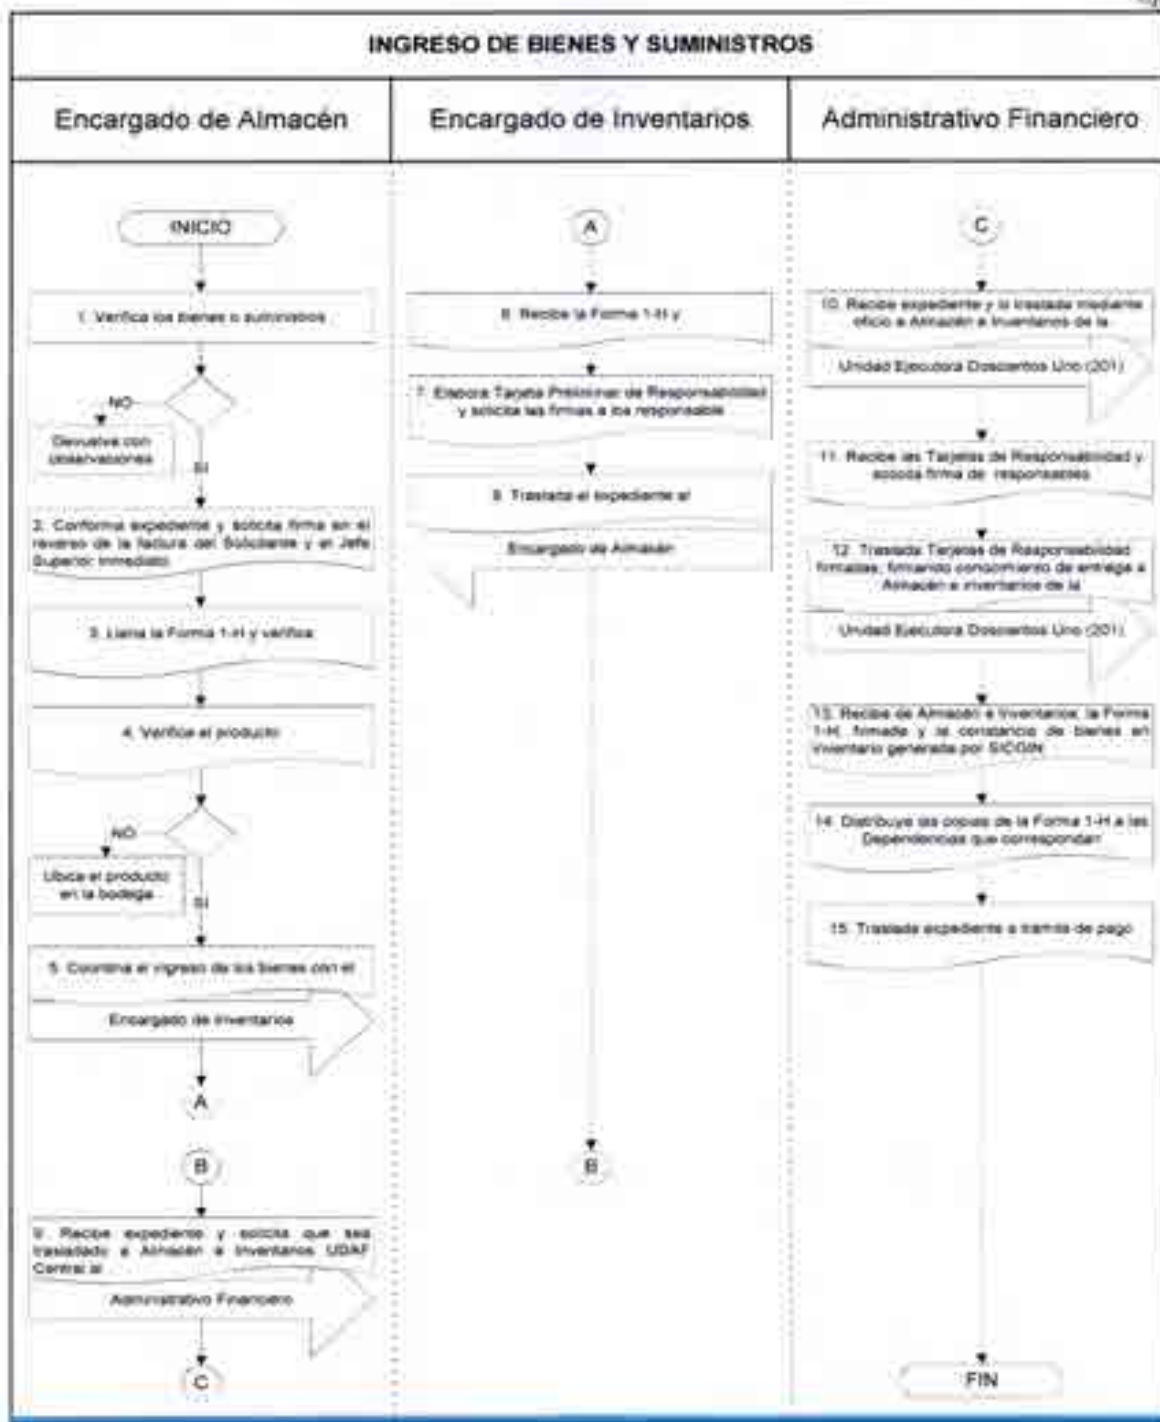 INGRESO DE BIENES Y SUMINISTROS
Encargado de Almacén
INICIO
1. Verifica los bienes o suministros
NO
Devuelve con
observaciones
SI
2. Conforma expediente y solicita firma en el
reverso de la factura del Solicitante y el Jefe
Superior Inmediato
3. Llena la Forma 1-H y verifica
4. Verifica el producto
NO
Ubica el producto
en la bodega
SI
5. Coordina el ingreso de los bienes con el
Encargado de Inventarios
A
B
9. Recibe expediente y solicita que sea
trasladado a Almacén e Inventarios UDAF
Central al
Administrativo Financiero
C
Encargado de Inventarios
A
6. Recibe la Forma 1-H y
7. Elabora Tarjeta Preliminar de Responsabilidad
y solicita las firmas a los responsable
8. Traslada el expediente al
Encargado de Almacén
B
Administrativo Financiero
C
10. Recibe expediente y lo traslada mediante
oficio a Almacén e Inventarios de la
Unidad Ejecutora Doscientos Uno (201)
11. Recibe las Tarjetas de Responsabilidad y
solicita firma de responsables
12. Traslada Tarjetas de Responsabilidad
firmadas, firmando conocimiento de entrega a
Almacén e inventarios de la
Unidad Ejecutora Doscientos Uno (201)
13. Recibe de Almacén e Inventarios, la Forma
1-H, firmada y la constancia de bienes en
inventario generada por SICOIN
14. Distribuye las copias de la Forma 1-H a las
Dependencias que correspondan
15. Traslada expediente a trámite de pago
FIN